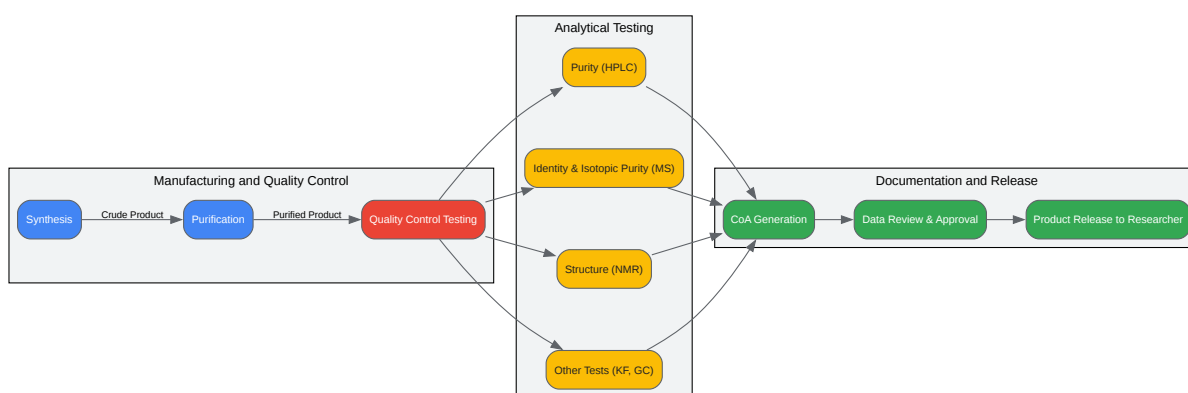 Analytical Testing
Purity (HPLC)
Identity & Isotopic Purity (MS)
Structure (NMR)
Other Tests (KF, GC)
Manufacturing and Quality Control
Synthesis
Crude Product
Purification
Purified Product
Quality Control Testing
Documentation and Release
CoA Generation
Data Review & Approval
Product Release to Researcher